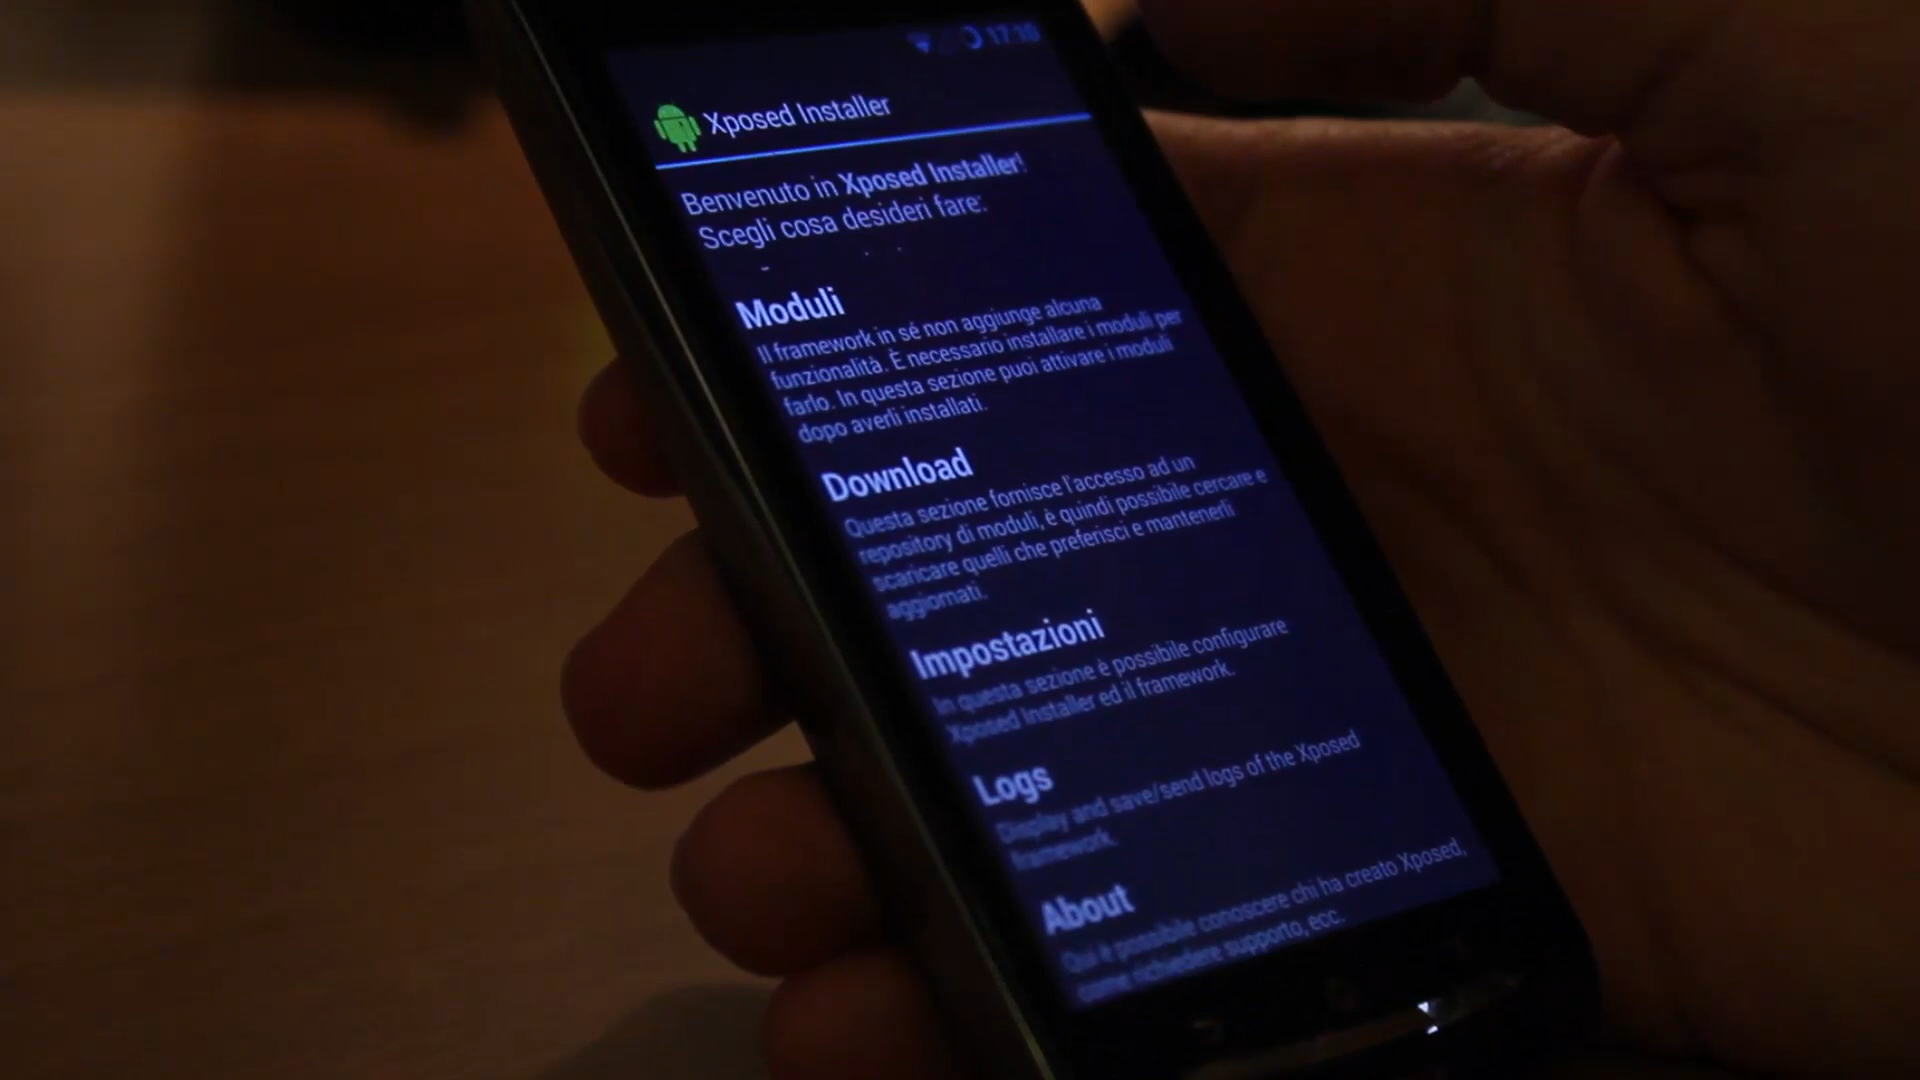 17:10
Xposed Installer
Benvenuto in Xposed Installer!
Scegli cosa desideri fare:
Moduli
Il framework in sé non aggiunge alcuna
funzionalità. È necessario installare i moduli per
farlo. In questa sezione puoi attivare i moduli
dopo averli installati.
Download
Questa sezione fornisce l'accesso ad un
repository di moduli, è quindi possibile cercare e
scaricare quelli che preferisci e mantenerli
aggiornati.
Impostazioni
In questa sezione è possibile configurare
Xposed Installer ed il framework.
Logs
Display and save/send logs of the Xposed
framework.
About
Qui è possibile conoscere chi ha creato Xposed,
come richiedere supporto, ecc.